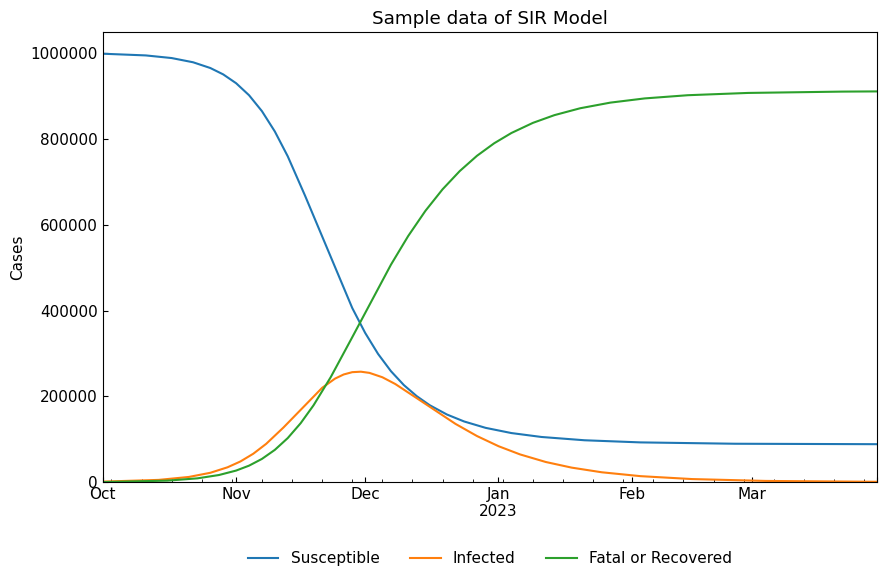 Sample data of SIR Model
Cases
1000000
800000
600000
400000
200000
0
Oct Nov Dec Jan Feb Mar
2023
Susceptible Infected Fatal or Recovered